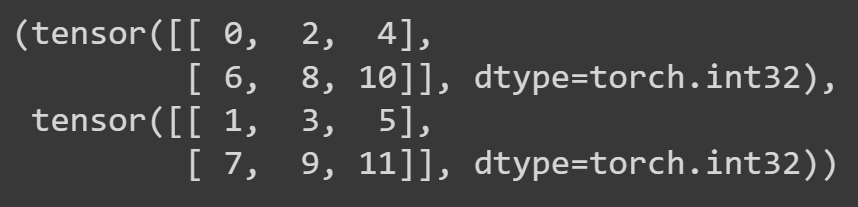 (tensor([[ 0,  2,  4],
         [ 6,  8, 10]], dtype=torch.int32),
 tensor([[ 1,  3,  5],
         [ 7,  9, 11]], dtype=torch.int32))